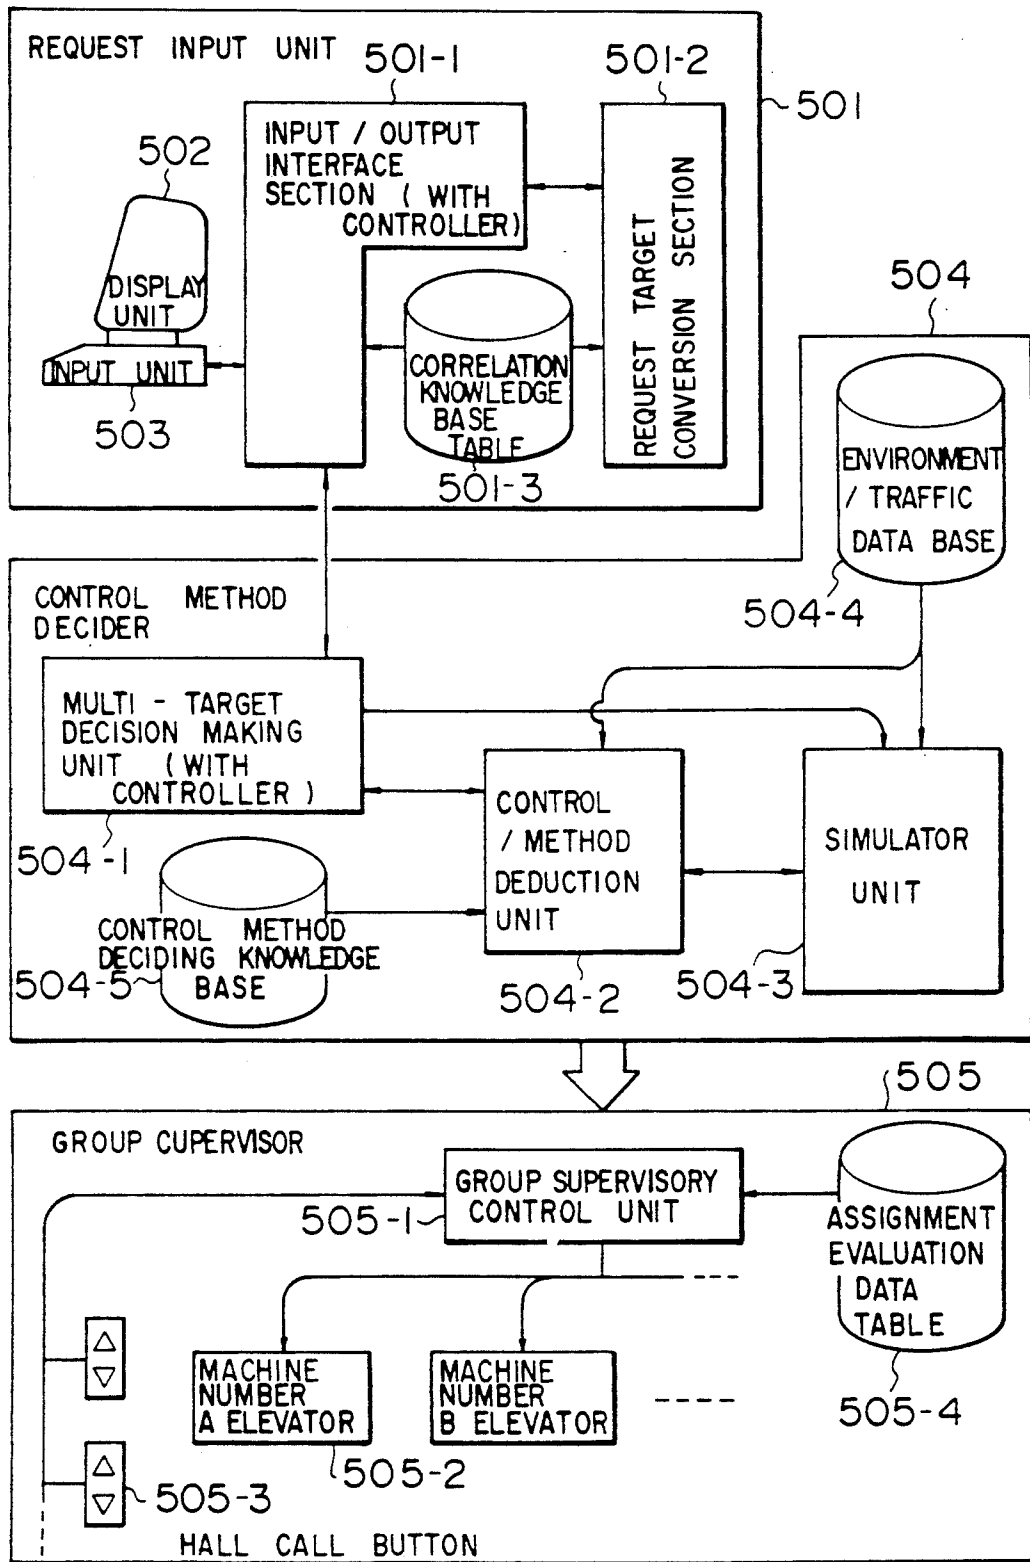 REQUEST INPUT UNIT
501-1
501-2
501
INPUT / OUTPUT
INTERFACE
SECTION ( WITH
CONTROLLER)
REQUEST TARGET
CONVERSION SECTION
502
DISPLAY
UNIT
INPUT UNIT
503
CORRELATION
KNOWLEDGE
BASE
TABLE
501-3
504
ENVIRONMENT
/ TRAFFIC
DATA BASE
504-4
CONTROL METHOD
DECIDER
MULTI - TARGET
DECISION MAKING
UNIT ( WITH
CONTROLLER )
504-1
CONTROL
/ METHOD
DEDUCTION
UNIT
504-2
SIMULATOR
UNIT
504-3
CONTROL METHOD
DECIDING KNOWLEDGE
BASE
504-5
505
GROUP CUPERVISOR
GROUP SUPERVISORY
CONTROL UNIT
505-1
ASSIGNMENT
EVALUATION
DATA
TABLE
505-4
MACHINE
NUMBER
A ELEVATOR
505-2
MACHINE
NUMBER
B ELEVATOR
505-3
HALL CALL BUTTON